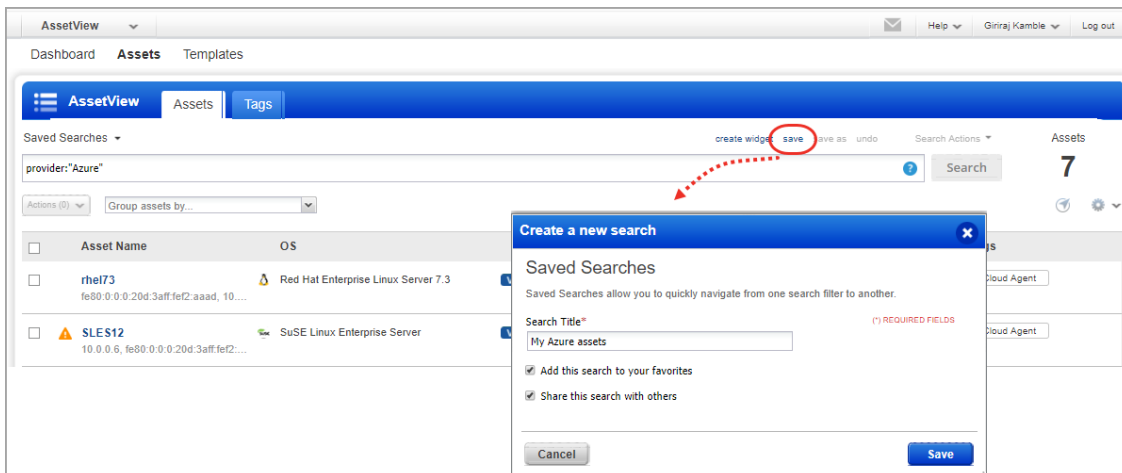 AssetView
Help
Giriraj Kamble
Log out
Dashboard Assets Templates
AssetView Assets Tags
Saved Searches
create widget save save as undo Search Actions Assets
provider:"Azure" ? Search 7
Actions (0) Group assets by...
Asset Name OS
rhel73 Red Hat Enterprise Linux Server 7.3 Cloud Agent
fe80:0:0:0:20d:3aff:fef2:aaad, 10....
SLES12 SuSE Linux Enterprise Server Cloud Agent
10.0.0.6, fe80:0:0:0:20d:3aff:fef2:...
Create a new search
Saved Searches
Saved Searches allow you to quickly navigate from one search filter to another.
Search Title* (*) REQUIRED FIELDS
My Azure assets
Add this search to your favorites
Share this search with others
Cancel Save